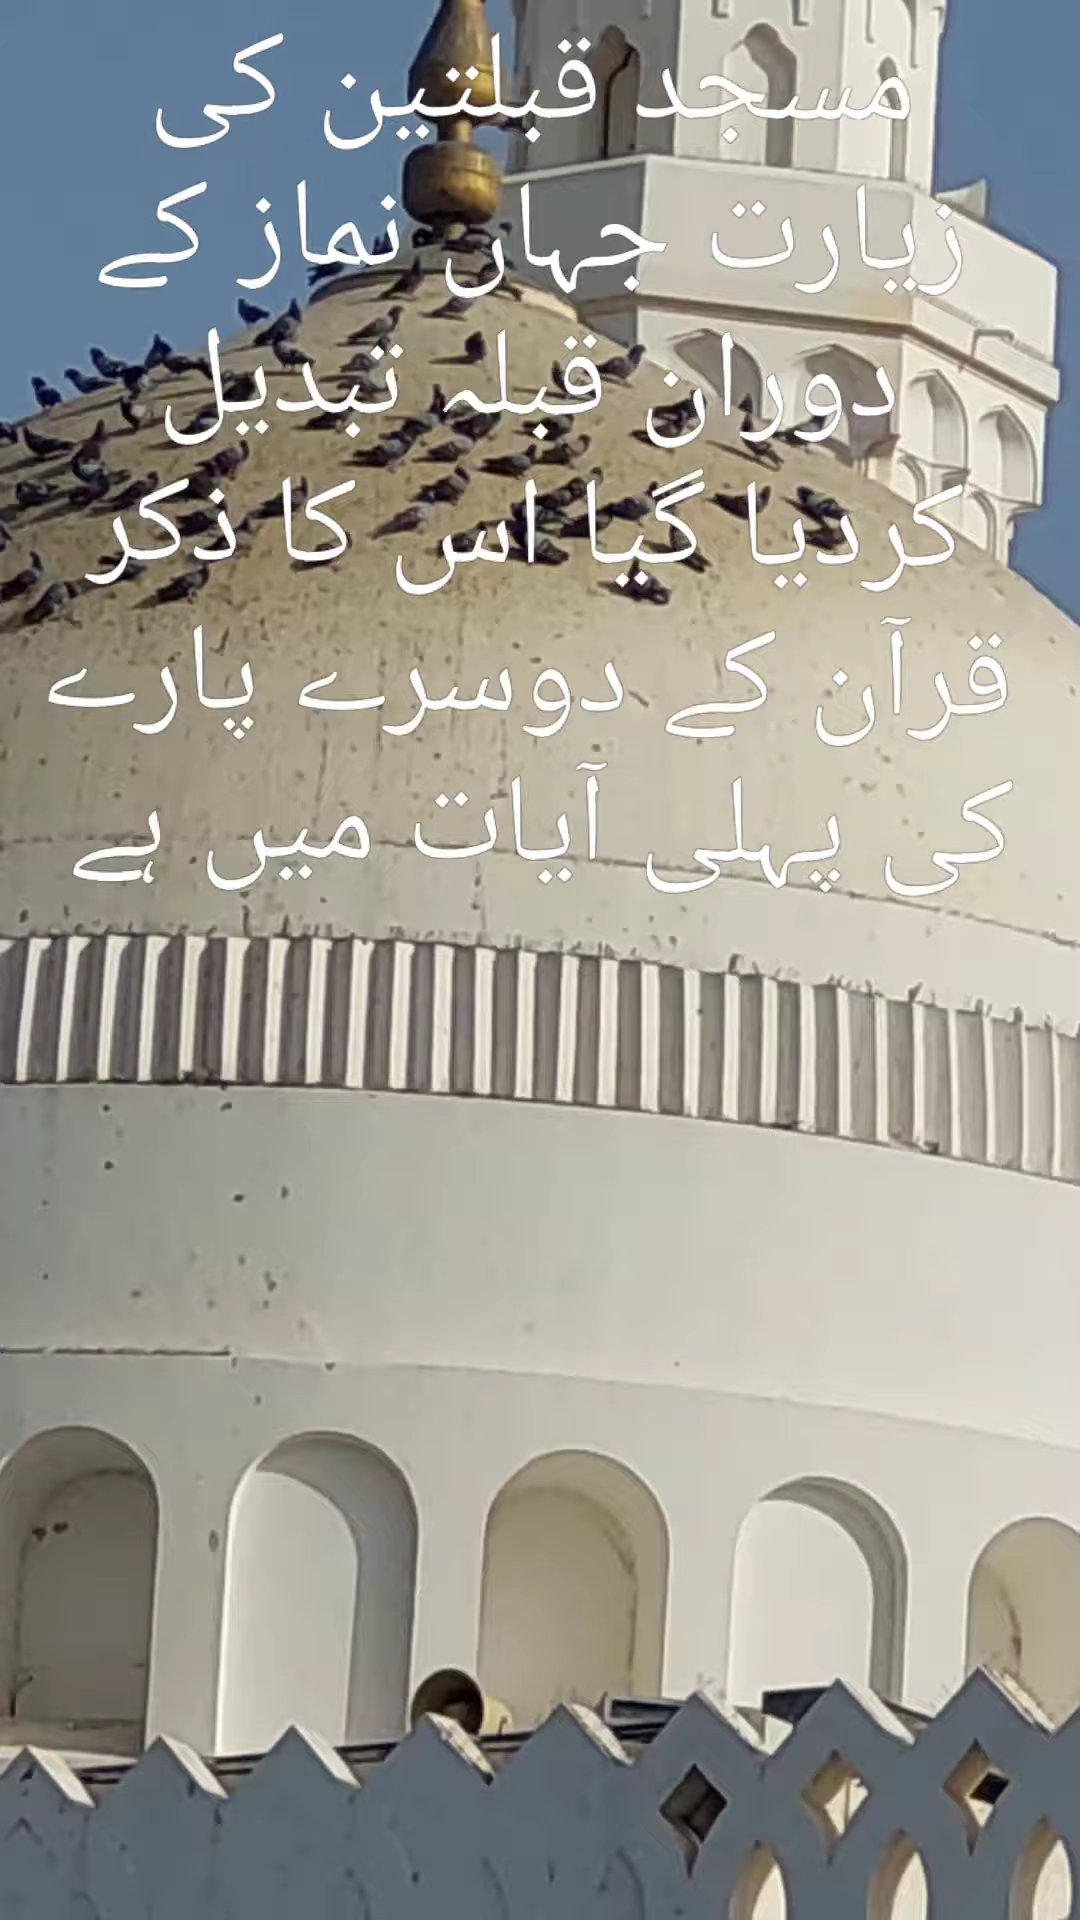 مسجد قبلتین کی
زیارت جہاں نماز کے
دوران قبلہ تبدیل
کردیا گیا اس کا ذکر
قرآن کے دوسرے پارے
کی پہلی آیات میں ہے